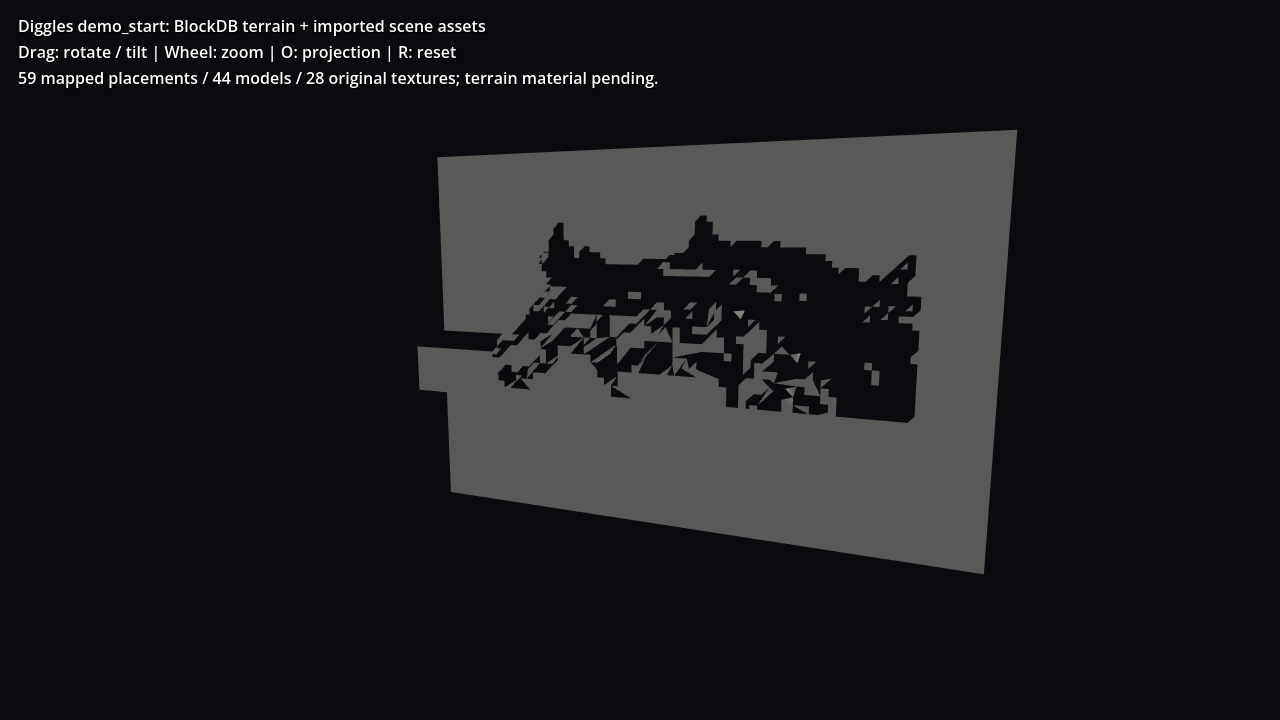 Diggles demo_start: BlockDB terrain + imported scene assets
Drag: rotate / tilt | Wheel: zoom | O: projection | R: reset
59 mapped placements / 44 models / 28 original textures; terrain material pending.